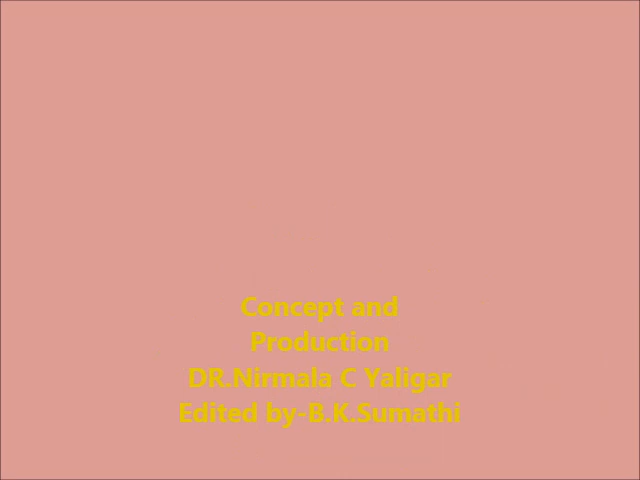 Concept and
Production
DR.Nirmala C Yaligar
Edited by-B.K.Sumathi